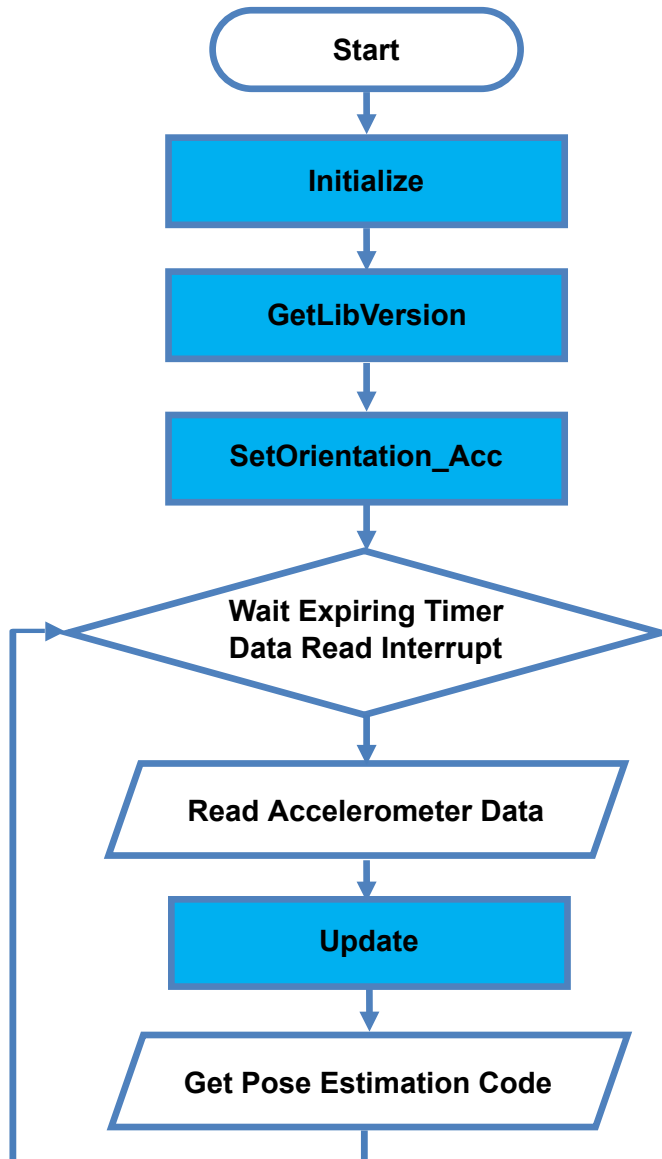 Start
Initialize
GetLibVersion
SetOrientation_Acc
Wait Expiring Timer
Data Read Interrupt
Read Accelerometer Data
Update
Get Pose Estimation Code